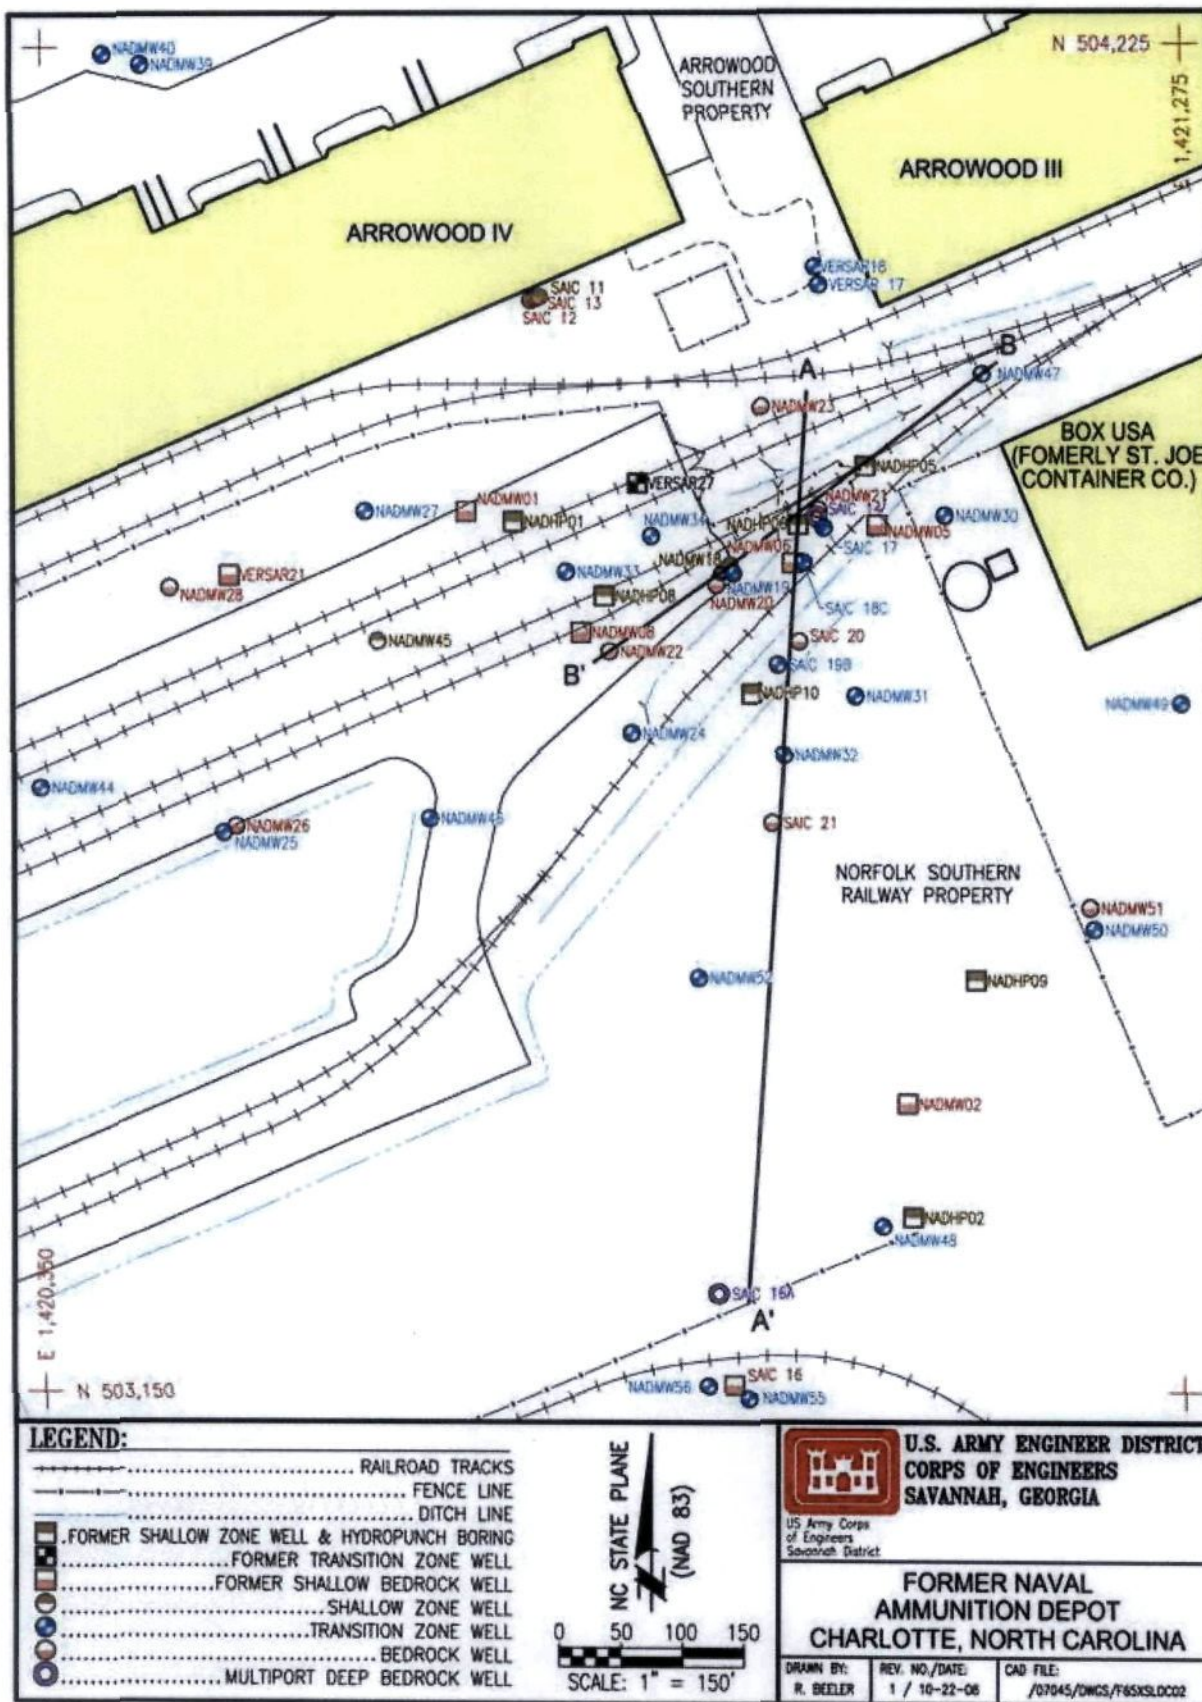 NADMW40
NADMW39
ARROWOOD
SOUTHERN
PROPERTY
N 504,225
E 1,421,275
ARROWOOD III
ARROWOOD IV
VERSAR18
VERSAR 17
SAIC 11
SAIC 13
SAIC 12
B
NADMW47
A
NADMW23
BOX USA
(FOMERLY ST. JOE
CONTAINER CO.)
NADHP05
VERSAR27
NADMW01
NADMW27
NADHP01
NADMW34
NADMW21
SAIC 12
NADMW05
NADMW30
SAIC 17
NADMW06
NADMW18
NADMW33
NADMW19
NADMW20
VERSAR21
NADMW28
NADHP08
SAIC 18C
NADMW08
NADMW45
NADMW22
SAIC 20
B'
SAIC 19B
NADHP10
NADMW31
NADMW49
NADMW24
NADMW32
NADMW44
NADMW46
NADMW26
NADMW25
SAIC 21
NORFOLK SOUTHERN
RAILWAY PROPERTY
NADMW51
NADMW50
NADMW52
NADHP09
NADMW02
NADHP02
NADMW48
E 1,420,350
SAIC 16A
A'
N 503,150
SAIC 16
NADMW56
NADMW55
LEGEND:
RAILROAD TRACKS
FENCE LINE
DITCH LINE
FORMER SHALLOW ZONE WELL & HYDROPUNCH BORING
FORMER TRANSITION ZONE WELL
FORMER SHALLOW BEDROCK WELL
SHALLOW ZONE WELL
TRANSITION ZONE WELL
BEDROCK WELL
MULTIPORT DEEP BEDROCK WELL
NC STATE PLANE
(NAD 83)
0 50 100 150
SCALE: 1" = 150'
U.S. ARMY ENGINEER DISTRICT
CORPS OF ENGINEERS
SAVANNAH, GEORGIA
US Army Corps
of Engineers
Savannah District
FORMER NAVAL
AMMUNITION DEPOT
CHARLOTTE, NORTH CAROLINA
DRAWN BY:
R. BEELER
REV. NO./DATE:
1 / 10-22-08
CAD FILE:
/07045/DWGS/F65XSLOC02